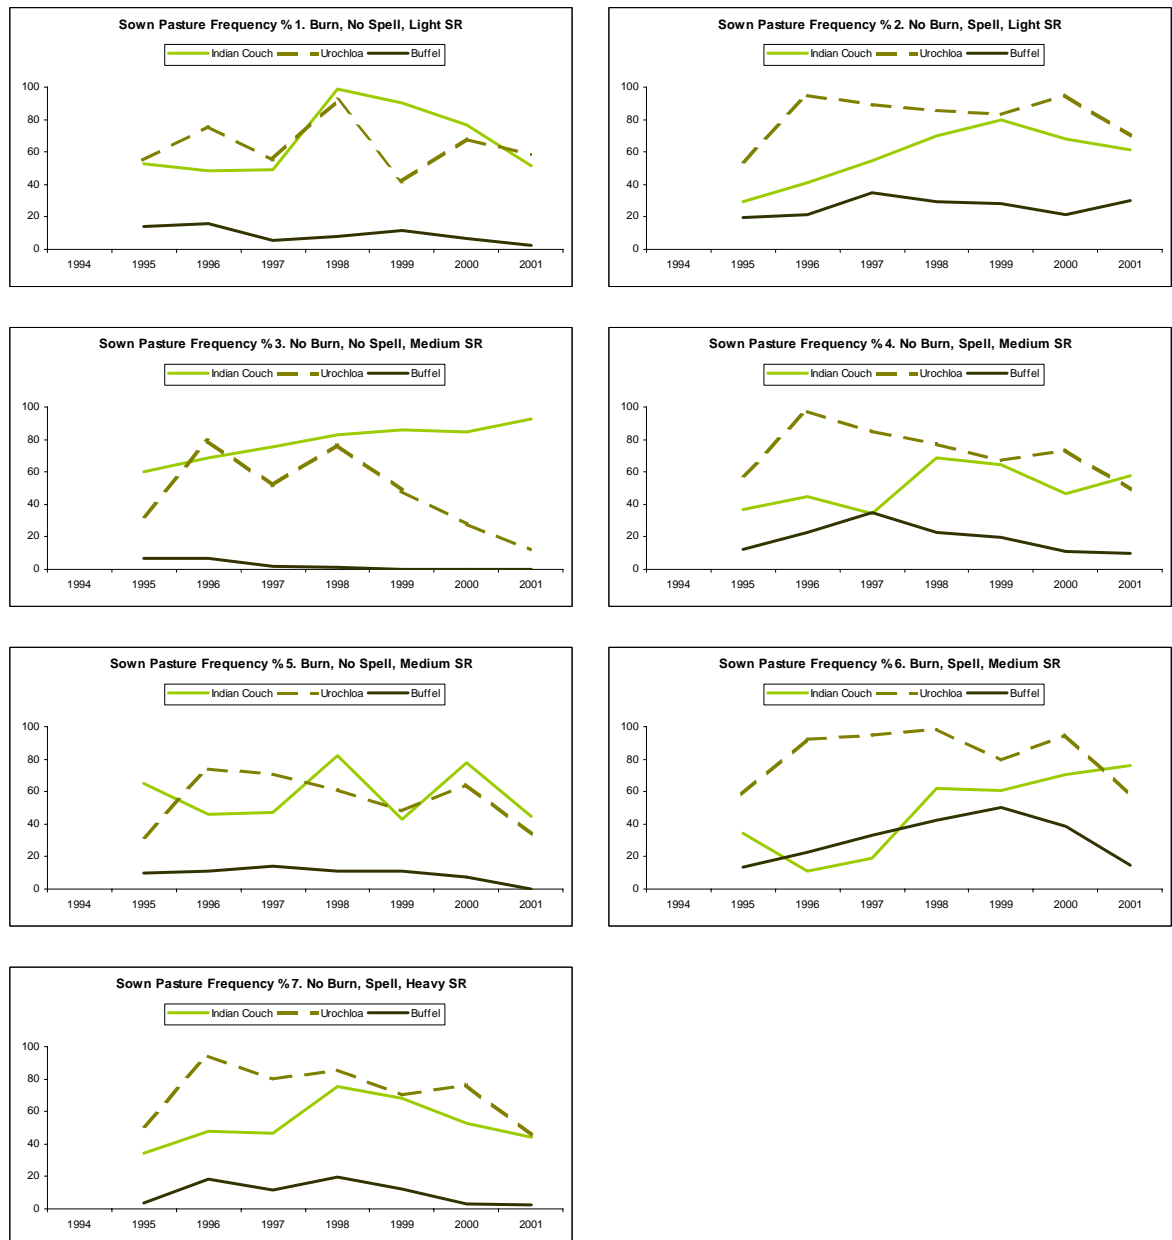 Sown Pasture Frequency % 1. Burn, No Spell, Light SR
Indian Couch Urochloa Buffel
100
80
60
40
20
0
1994 1995 1996 1997 1998 1999 2000 2001
Sown Pasture Frequency % 2. No Burn, Spell, Light SR
Indian Couch Urochloa Buffel
100
80
60
40
20
0
1994 1995 1996 1997 1998 1999 2000 2001
Sown Pasture Frequency % 3. No Burn, No Spell, Medium SR
Indian Couch Urochloa Buffel
100
80
60
40
20
0
1994 1995 1996 1997 1998 1999 2000 2001
Sown Pasture Frequency % 4. No Burn, Spell, Medium SR
Indian Couch Urochloa Buffel
100
80
60
40
20
0
1994 1995 1996 1997 1998 1999 2000 2001
Sown Pasture Frequency % 5. Burn, No Spell, Medium SR
Indian Couch Urochloa Buffel
100
80
60
40
20
0
1994 1995 1996 1997 1998 1999 2000 2001
Sown Pasture Frequency % 6. Burn, Spell, Medium SR
Indian Couch Urochloa Buffel
100
80
60
40
20
0
1994 1995 1996 1997 1998 1999 2000 2001
Sown Pasture Frequency % 7. No Burn, Spell, Heavy SR
Indian Couch Urochloa Buffel
100
80
60
40
20
0
1994 1995 1996 1997 1998 1999 2000 2001